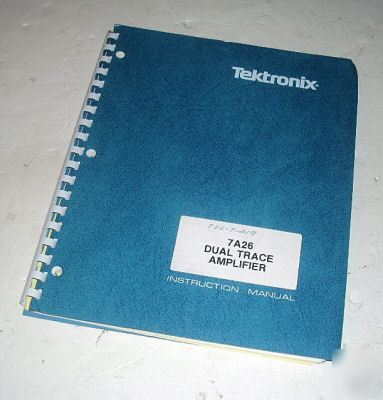 Tektronix®
7A26
DUAL TRACE
AMPLIFIER
INSTRUCTION MANUAL